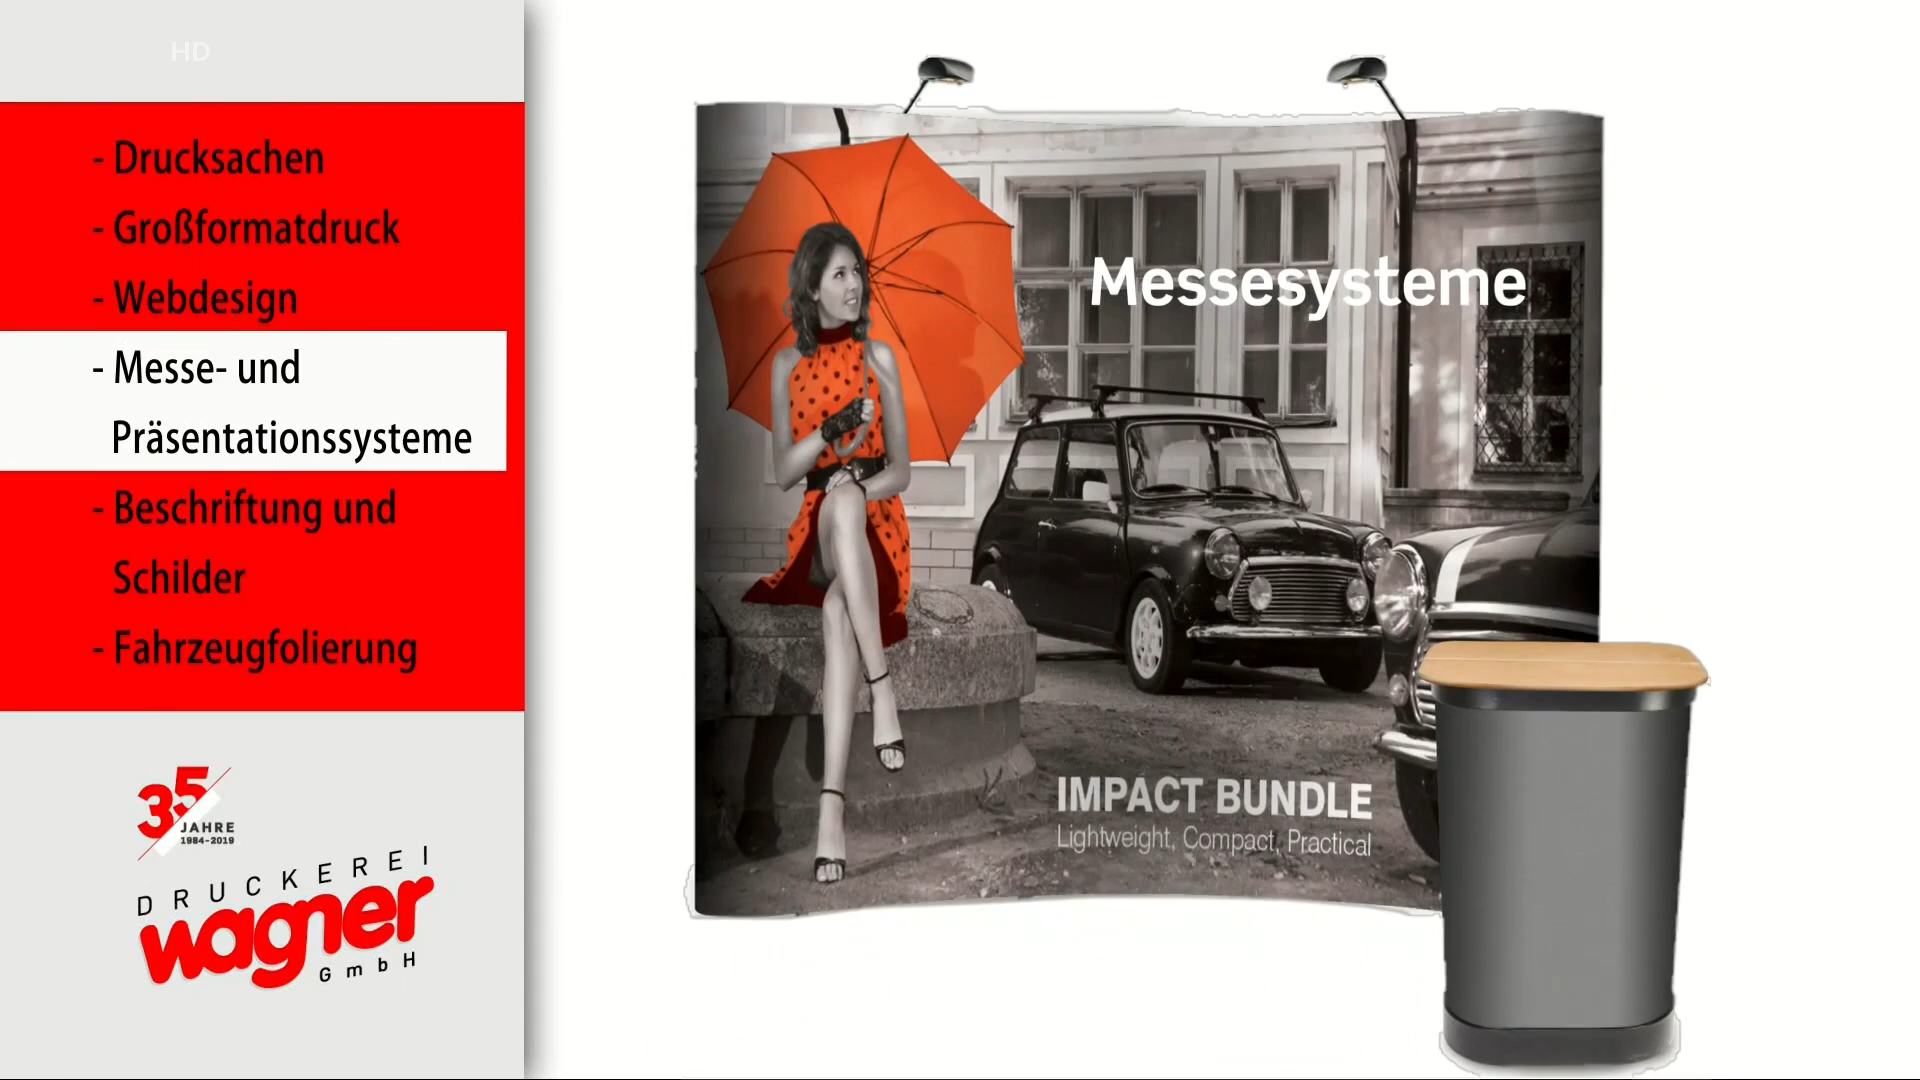 HD
- Drucksachen
- Großformatdruck
- Webdesign
- Messe- und
Präsentationssysteme
- Beschriftung und
Schilder
- Fahrzeugfolierung
35
JAHRE
1984-2019
DRUCKEREI
wagner
GmbH
Messesysteme
IMPACT BUNDLE
Lightweight, Compact, Practical